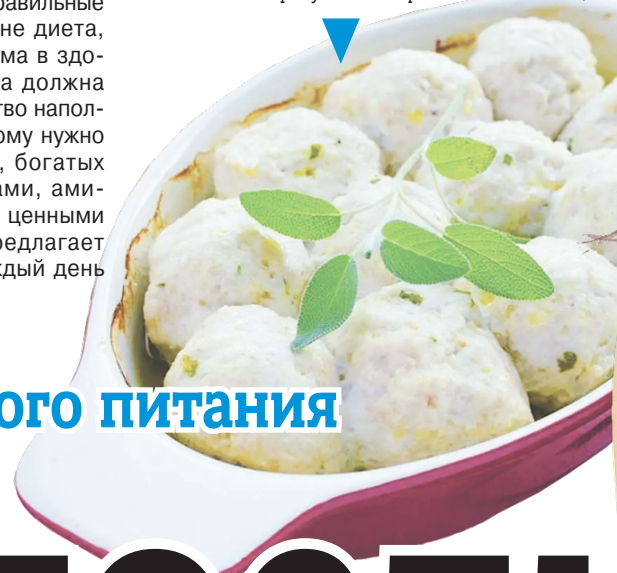 равильные
не диета,
ма в здо-
а должна
тво напол-
ому нужно
, богатых
ами, ами-
ценными
редлагает
ждый день
ого питания